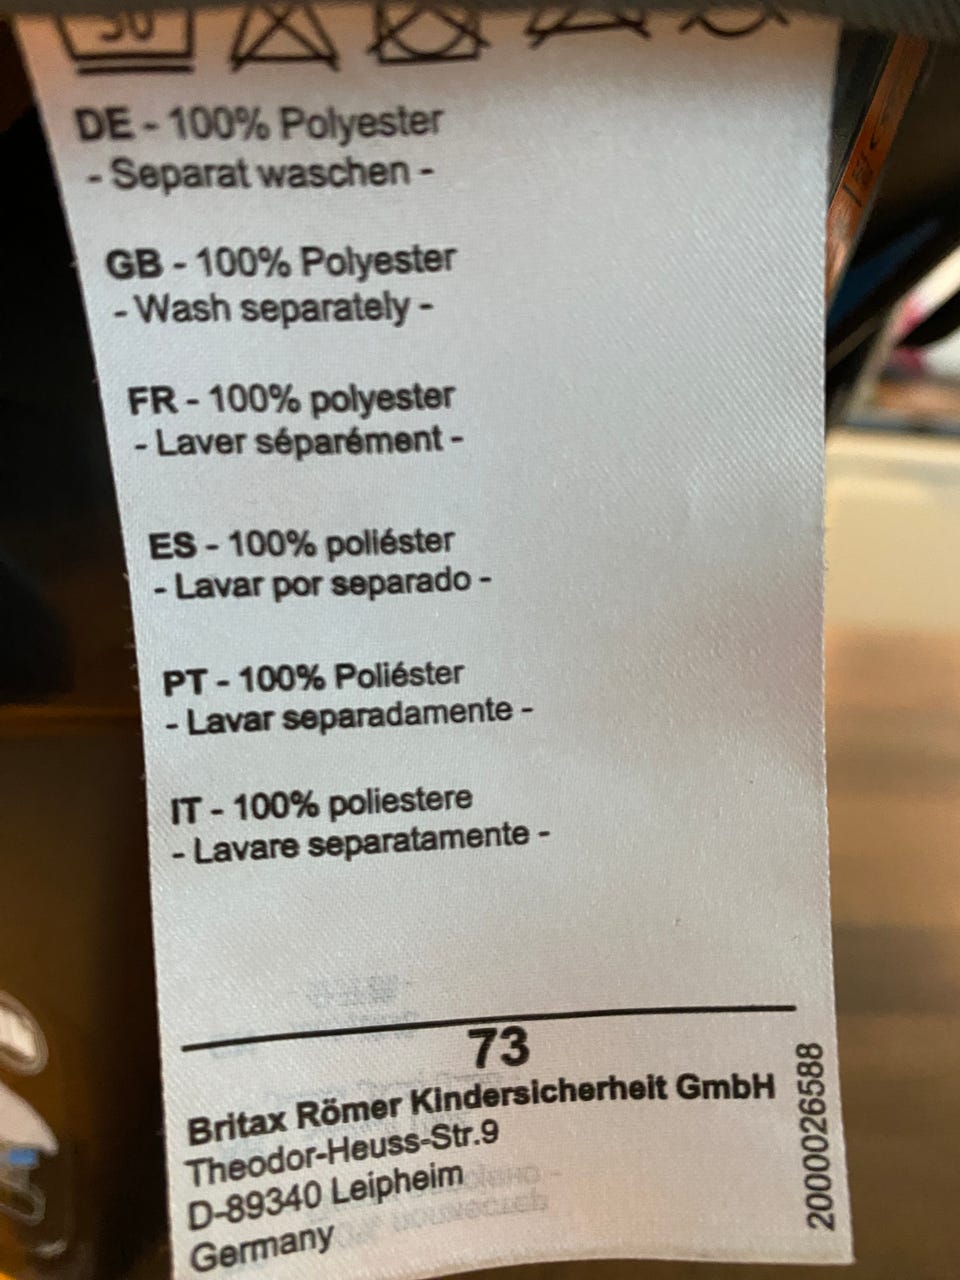 30
DE - 100% Polyester
- Separat waschen -
GB - 100% Polyester
- Wash separately -
FR - 100% polyester
- Laver séparément -
ES - 100% poliéster
- Lavar por separado -
PT - 100% Poliéster
- Lavar separadamente -
IT - 100% poliestere
- Lavare separatamente -
73
Britax Römer Kindersicherheit GmbH
Theodor-Heuss-Str.9
D-89340 Leipheim
Germany
2000026588